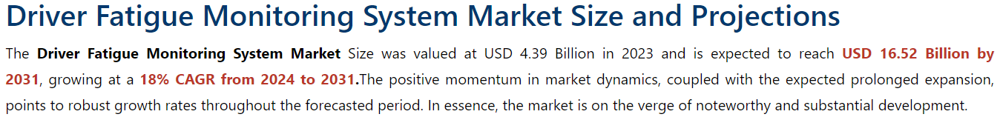 Driver Fatigue Monitoring System Market Size and Projections
The Driver Fatigue Monitoring System Market Size was valued at USD 4.39 Billion in 2023 and is expected to reach USD 16.52 Billion by
2031, growing at a 18% CAGR from 2024 to 2031.The positive momentum in market dynamics, coupled with the expected prolonged expansion,
points to robust growth rates throughout the forecasted period. In essence, the market is on the verge of noteworthy and substantial development.